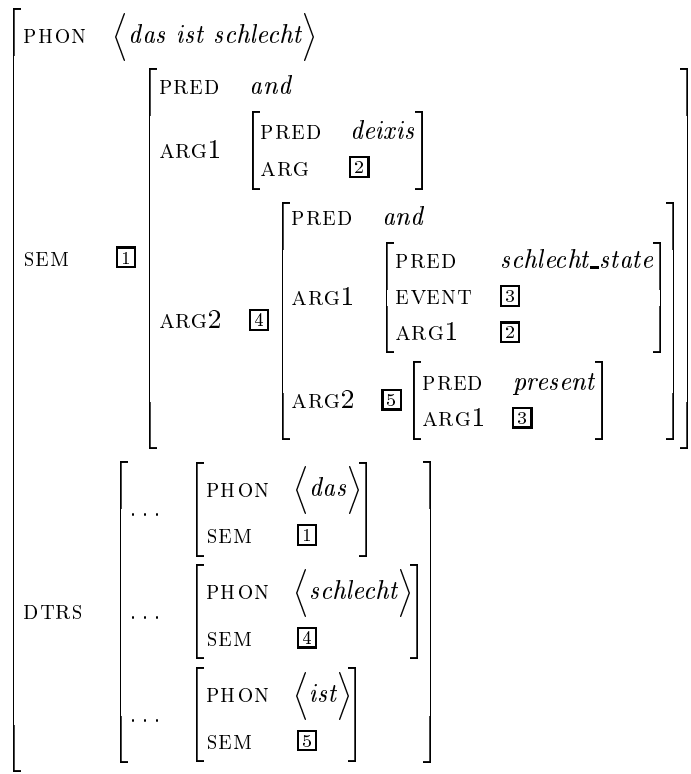 PHON ⟨das ist schlecht⟩
PRED and
ARG1 PRED deixis
ARG 2
SEM 1
ARG2 4
PRED and
ARG1 PRED schlecht_state
EVENT 3
ARG1 2
ARG2 5 PRED present
ARG1 3
DTRS
... PHON ⟨das⟩
SEM 1
... PHON ⟨schlecht⟩
SEM 4
... PHON ⟨ist⟩
SEM 5